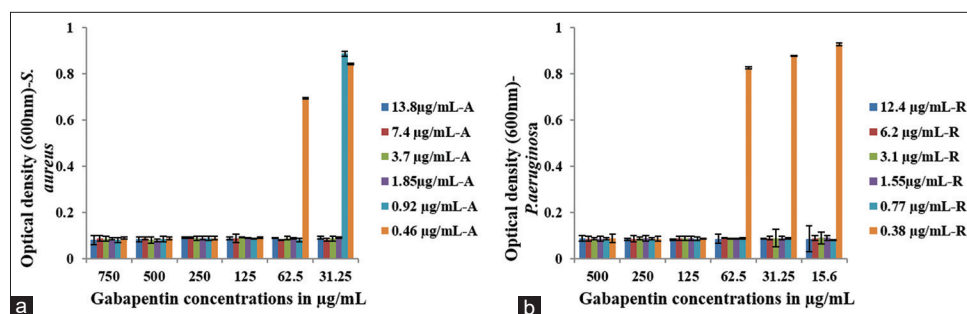 Optical density (600nm)-S.
aureus
1
0.8
0.6
0.4
0.2
0
750 500 250 125 62.5 31.25
Gabapentin concentrations in µg/mL
13.8µg/mL-A
7.4 µg/mL-A
3.7 µg/mL-A
1.85µg/mL-A
0.92 µg/mL-A
0.46 µg/mL-A
a
Optical density (600nm)-
P.aeruginosa
1
0.8
0.6
0.4
0.2
0
500 250 125 62.5 31.25 15.6
Gabapentin concentrations in µg/mL
12.4 µg/mL-R
6.2 µg/mL-R
3.1 µg/mL-R
1.55µg/mL-R
0.77 µg/mL-R
0.38 µg/mL-R
b